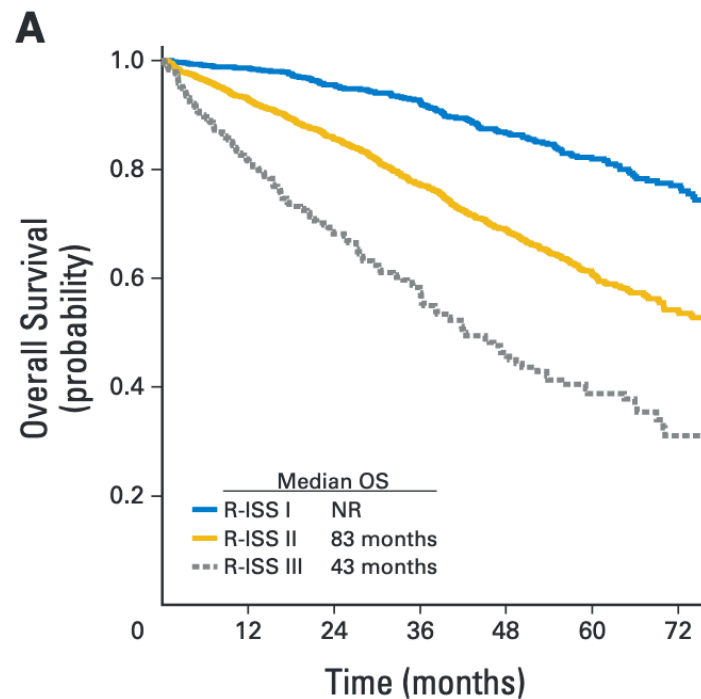 A
1.0
0.8
0.6
0.4
0.2
Overall Survival
(probability)
Median OS
R-ISS I NR
R-ISS II 83 months
R-ISS III 43 months
0 12 24 36 48 60 72
Time (months)